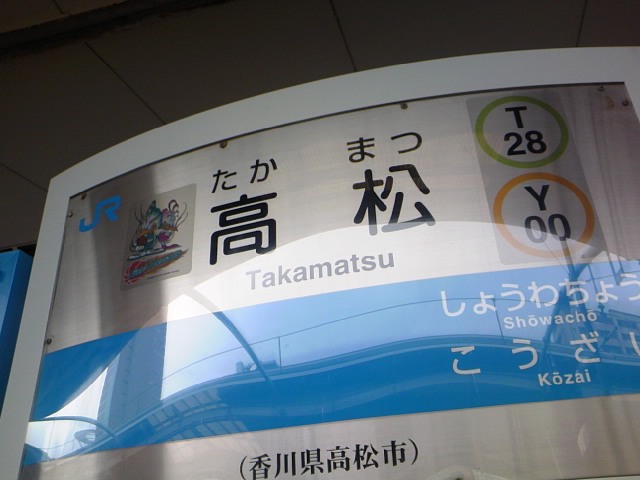 JR
たか まつ
高松
Takamatsu
T
28
Y
00
しょうわちょう
Shōwachō
こうざい
Kōzai
(香川県高松市)